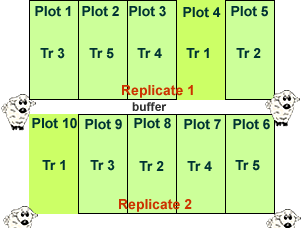 Plot 1 Plot 2 Plot 3 Plot 4 Plot 5
Tr 3 Tr 5 Tr 4 Tr 1 Tr 2
Replicate 1
buffer
Plot 10 Plot 9 Plot 8 Plot 7 Plot 6
Tr 1 Tr 3 Tr 2 Tr 4 Tr 5
Replicate 2